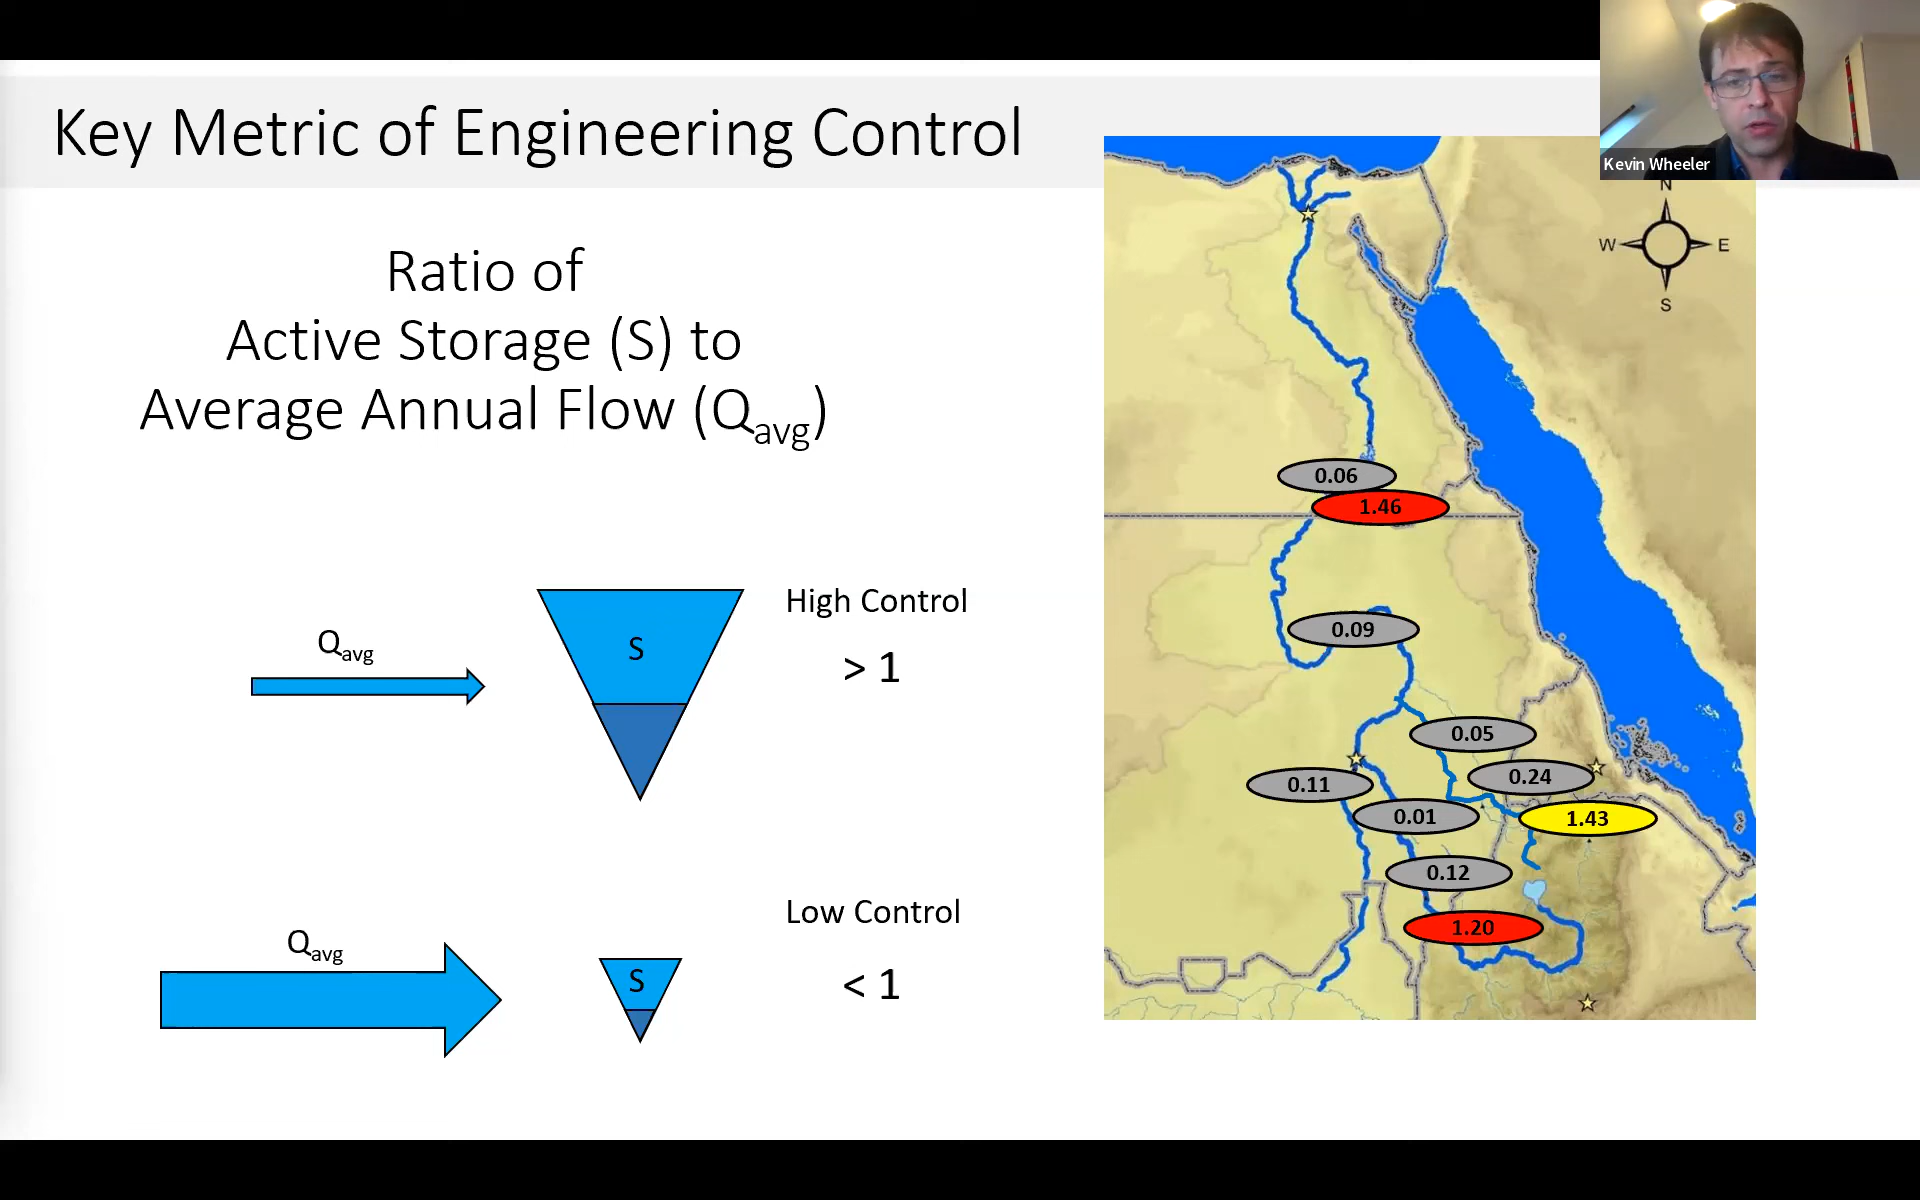 Key Metric of Engineering Control
Kevin Wheeler
Ratio of
Active Storage (S) to
Average Annual Flow (Qavg)
Qavg
S
High Control
> 1
Qavg
S
Low Control
< 1
N
W
E
S
0.06
1.46
0.09
0.05
0.24
0.11
0.01
1.43
0.12
1.20